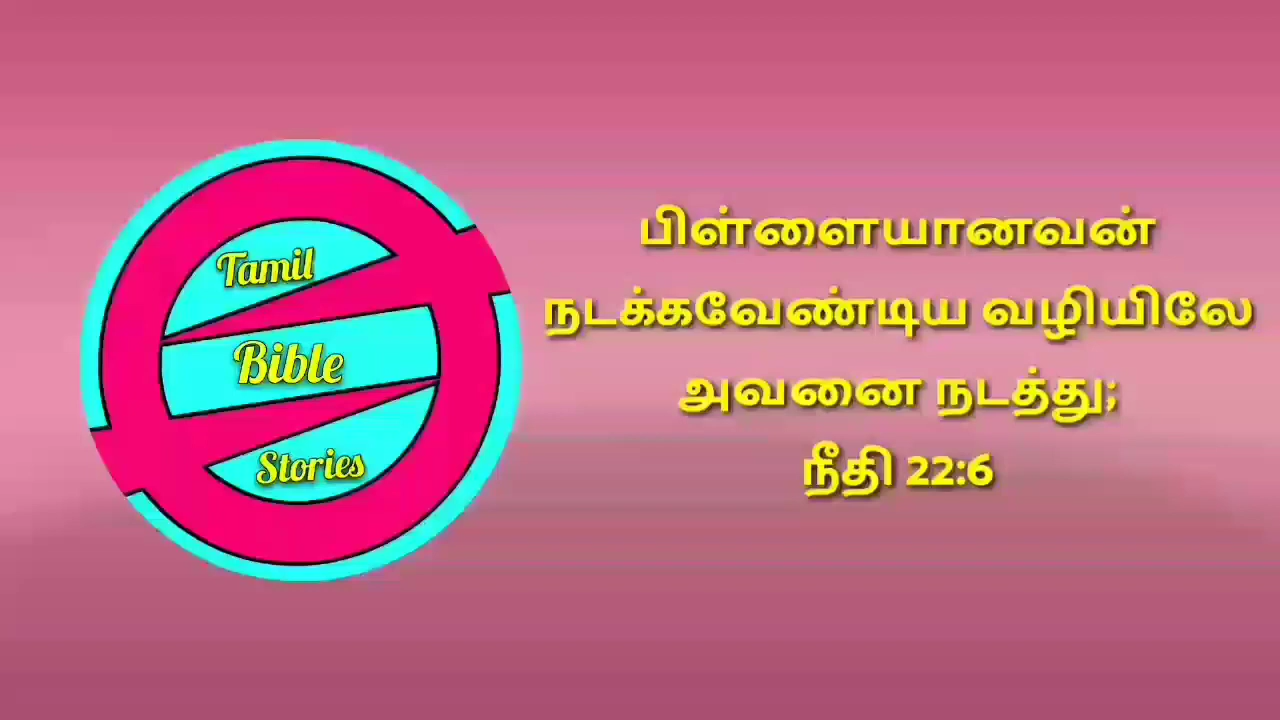 Tamil
Bible
Stories
பிள்ளையானவன்
நடக்கவேண்டிய வழியிலே
அவனை நடத்து;
நீதி 22:6